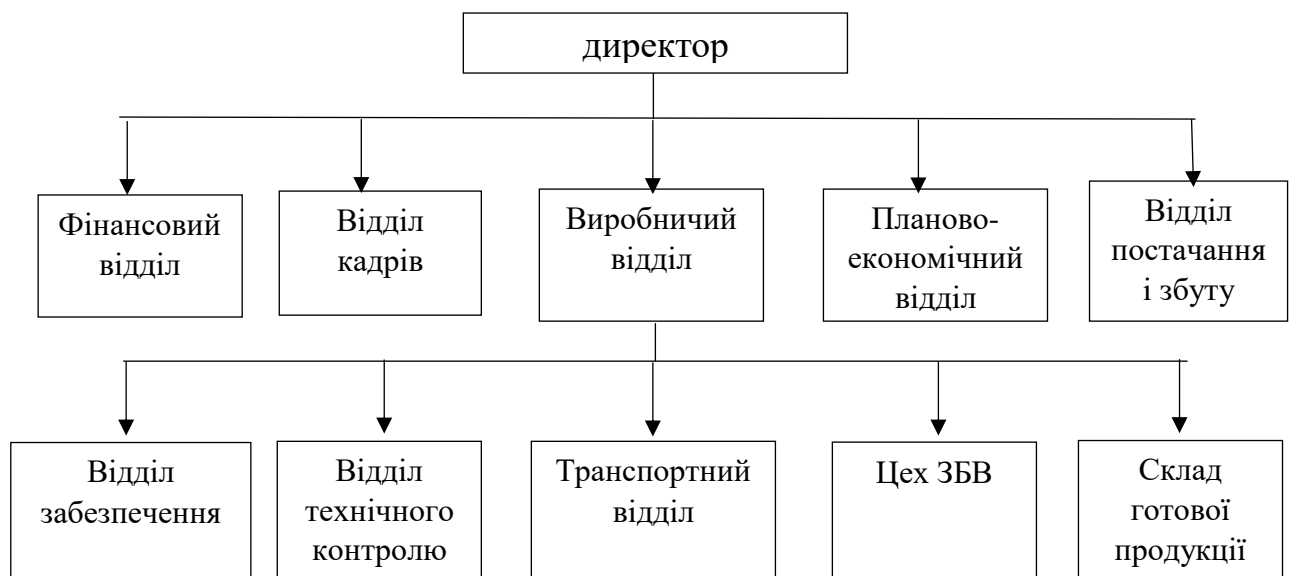 директор
Фінансовий
відділ
Відділ
кадрів
Виробничий
відділ
Планово-
економічний
відділ
Відділ
постачання
і збуту
Відділ
забезпечення
Відділ
технічного
контролю
Транспортний
відділ
Цех ЗБВ
Склад
готової
продукції